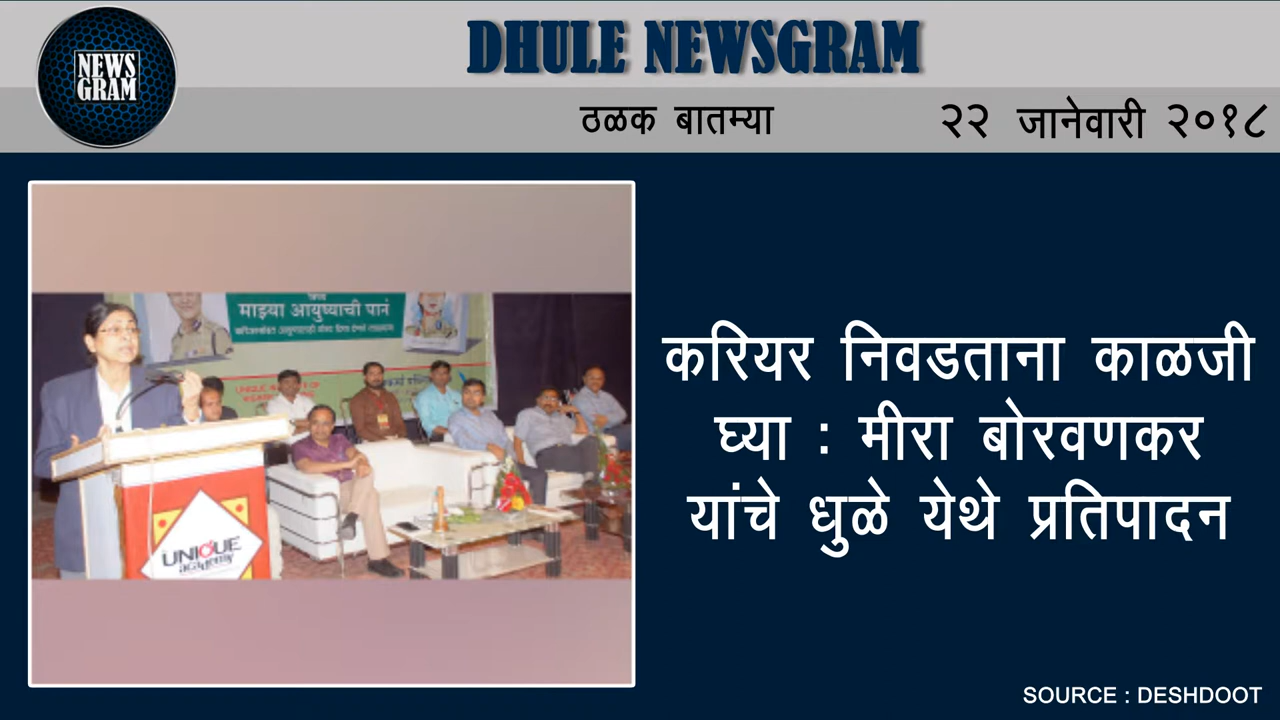 NEWS
GRAM
DHULE NEWSGRAM
ठळक बातम्या
२२ जानेवारी २०१८
माझ्या आयुष्याची पानं
UNIQUE
academy
करियर निवडताना काळजी
घ्या : मीरा बोरवणकर
यांचे धुळे येथे प्रतिपादन
SOURCE : DESHDOOT